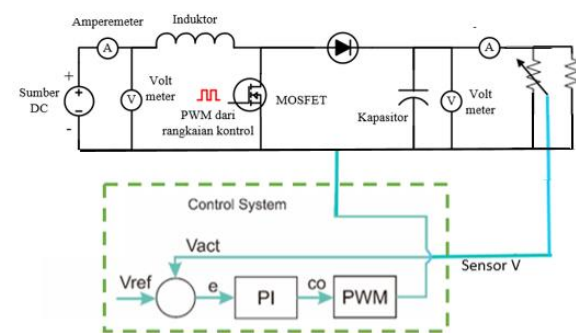 Amperemeter
Induktor
-
A
A
+
Sumber
DC
-
V
Volt
meter
PWM dari
rangkaian kontrol
MOSFET
Kapasitor
V
Volt
meter
Control System
Vact
Sensor V
Vref
e
PI
co
PWM